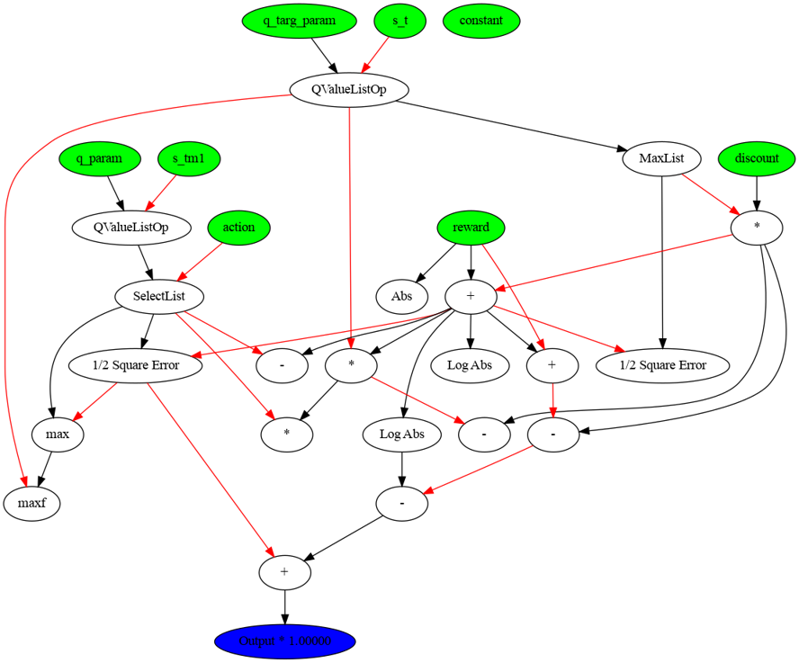 q_targ_param s_t constant
QValueListOp
q_param s_tm1 MaxList discount
QValueListOp action reward *
SelectList Abs +
1/2 Square Error - * Log Abs + 1/2 Square Error
max * Log Abs - -
maxf -
+
Output * 1.00000